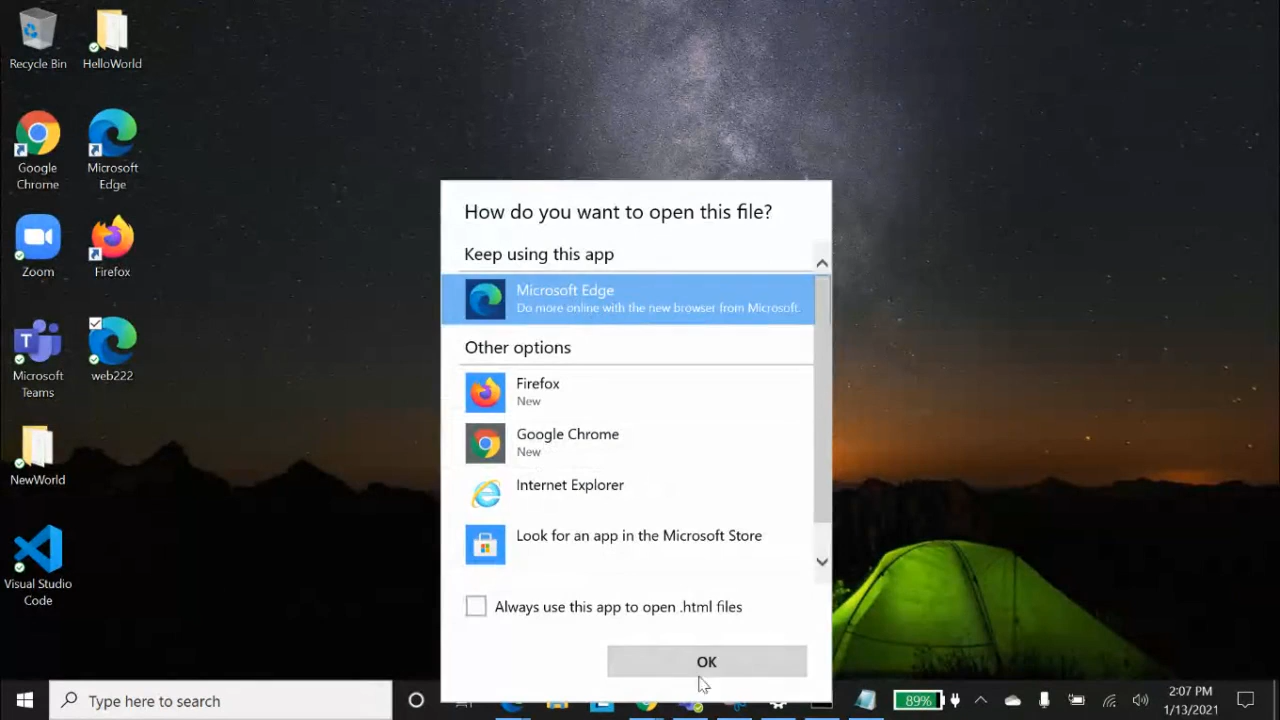 Recycle Bin
HelloWorld
Google
Chrome
Microsoft
Edge
Zoom
Firefox
Microsoft
Teams
web222
NewWorld
Visual Studio
Code
How do you want to open this file?
Keep using this app
Microsoft Edge
Do more online with the new browser from Microsoft.
Other options
Firefox
New
Google Chrome
New
Internet Explorer
Look for an app in the Microsoft Store
Always use this app to open .html files
OK
Type here to search
89%
2:07 PM
1/13/2021